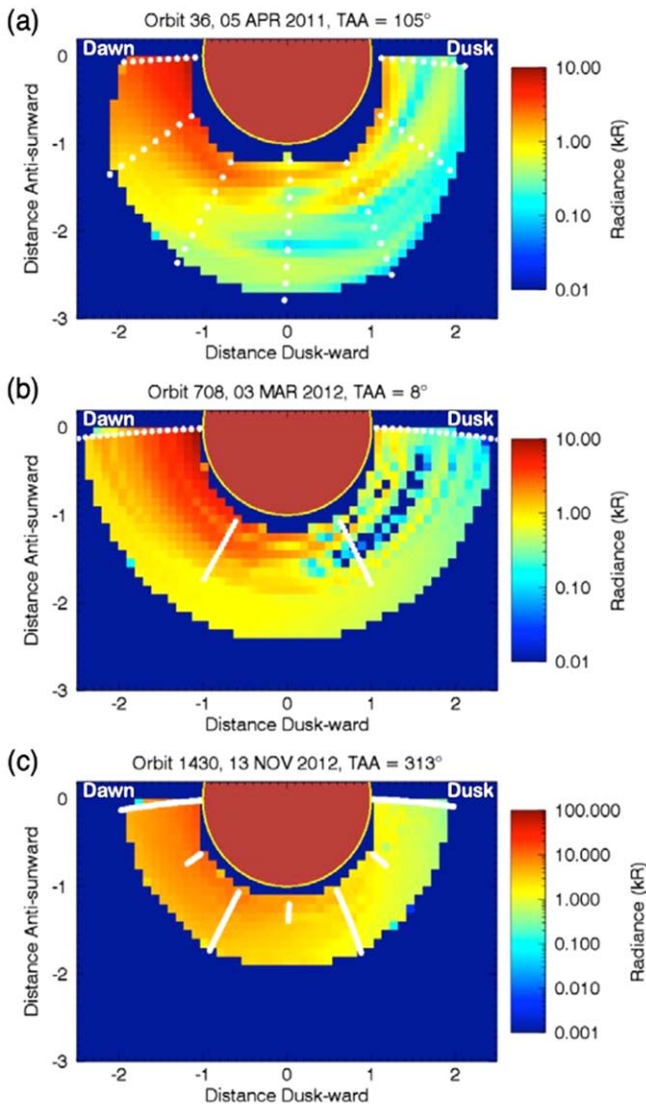 (a)
Orbit 36, 05 APR 2011, TAA = 105°
Dawn
Dusk
0
-1
-2
-3
Distance Anti-sunward
-2
-1
0
1
2
Distance Dusk-ward
10.00
1.00
0.10
0.01
Radiance (kR)
(b)
Orbit 708, 03 MAR 2012, TAA = 8°
Dawn
Dusk
0
-1
-2
-3
Distance Anti-sunward
-2
-1
0
1
2
Distance Dusk-ward
10.00
1.00
0.10
0.01
Radiance (kR)
(c)
Orbit 1430, 13 NOV 2012, TAA = 313°
Dawn
Dusk
0
-1
-2
-3
Distance Anti-sunward
-2
-1
0
1
2
Distance Dusk-ward
100.000
10.000
1.000
0.100
0.010
0.001
Radiance (kR)